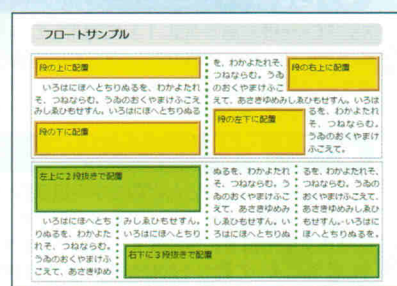 フロートサンプル
段の上に配置
いろはにほへとちりぬるを、わかよたれ
そ、つねならむ。うゐのおくやまけふこえ
みしゑひもせすん。いろはにほへとちりぬる
段の下に配置
を、わかよたれそ、
つねならむ。うゐ
のおくやまけふこ
えて、あさきゆめみしゑひもせすん。いろは
段の右上に配置
段の左下に配置
るを、わかよたれ
そ、つねならむ。
うゐのおくやまけ
ふこえて。
左上に2段抜きで配置
いろはにほへとち
りぬるを、わかよた
れそ、つねならむ。
うゐのおくやまけふ
こえて、あさきゆめ
みしゑひもせすん。
いろはにほへとちり
ぬるを、わかよたれ
そ、つねならむ。う
ゐのおくやまけふこ
えて、あさきゆめみ
しゑひもせすん。い
ろはにほへとちりぬ
るを、わかよたれ
そ、つねならむ。う
ゐのおくやまけふこ
えて、あさきゆめみ
しゑひもせすん。いろに
ほへとちりぬるを。
右下に3段抜きで配置